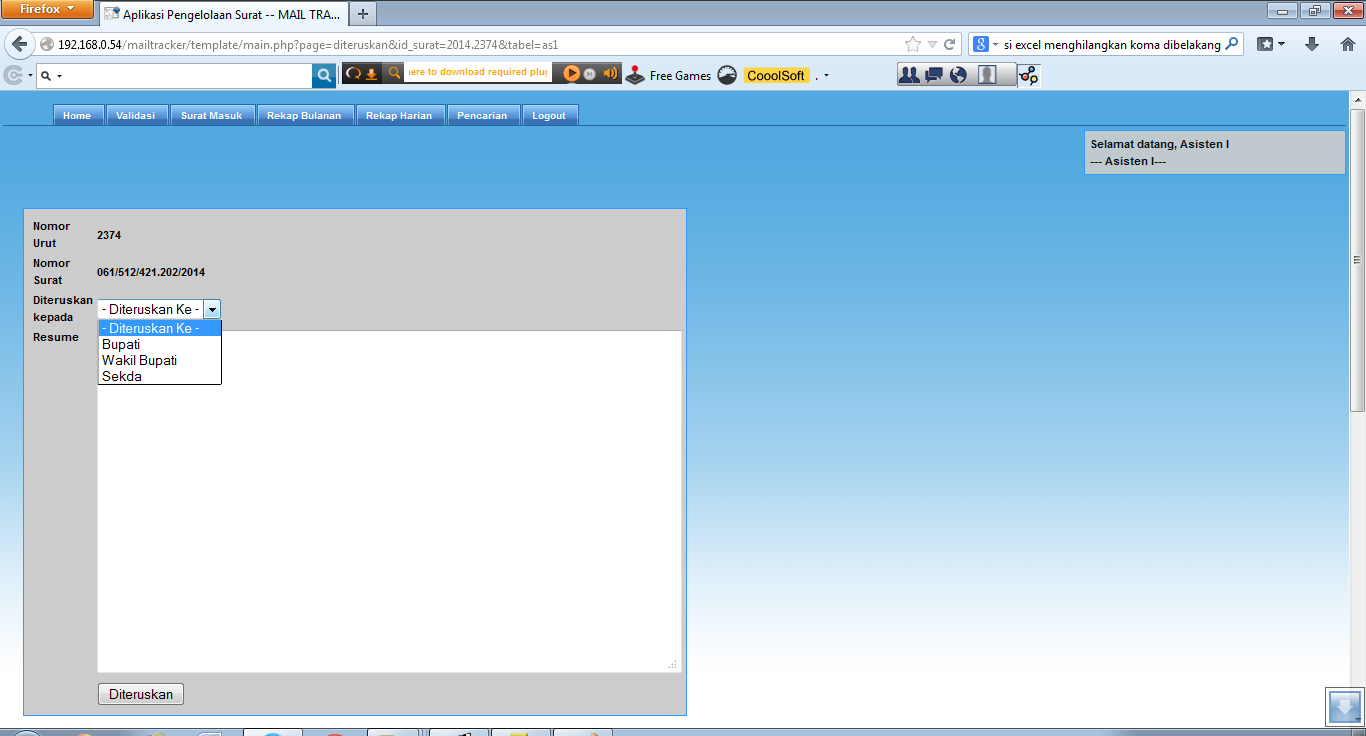 Firefox
Aplikasi Pengelolaan Surat -- MAIL TRA...
192.168.0.54/mailtracker/template/main.php?page=diteruskan&id_surat=2014.2374&tabel=as1
si excel menghilangkan koma dibelakang
ere to download required plug
Free Games
CooolSoft
Home Validasi Surat Masuk Rekap Bulanan Rekap Harian Pencarian Logout
Selamat datang, Asisten I
--- Asisten I---
Nomor Urut 2374
Nomor Surat 061/512/421.202/2014
Diteruskan kepada - Diteruskan Ke -
- Diteruskan Ke -
Bupati
Wakil Bupati
Sekda
Resume
Diteruskan